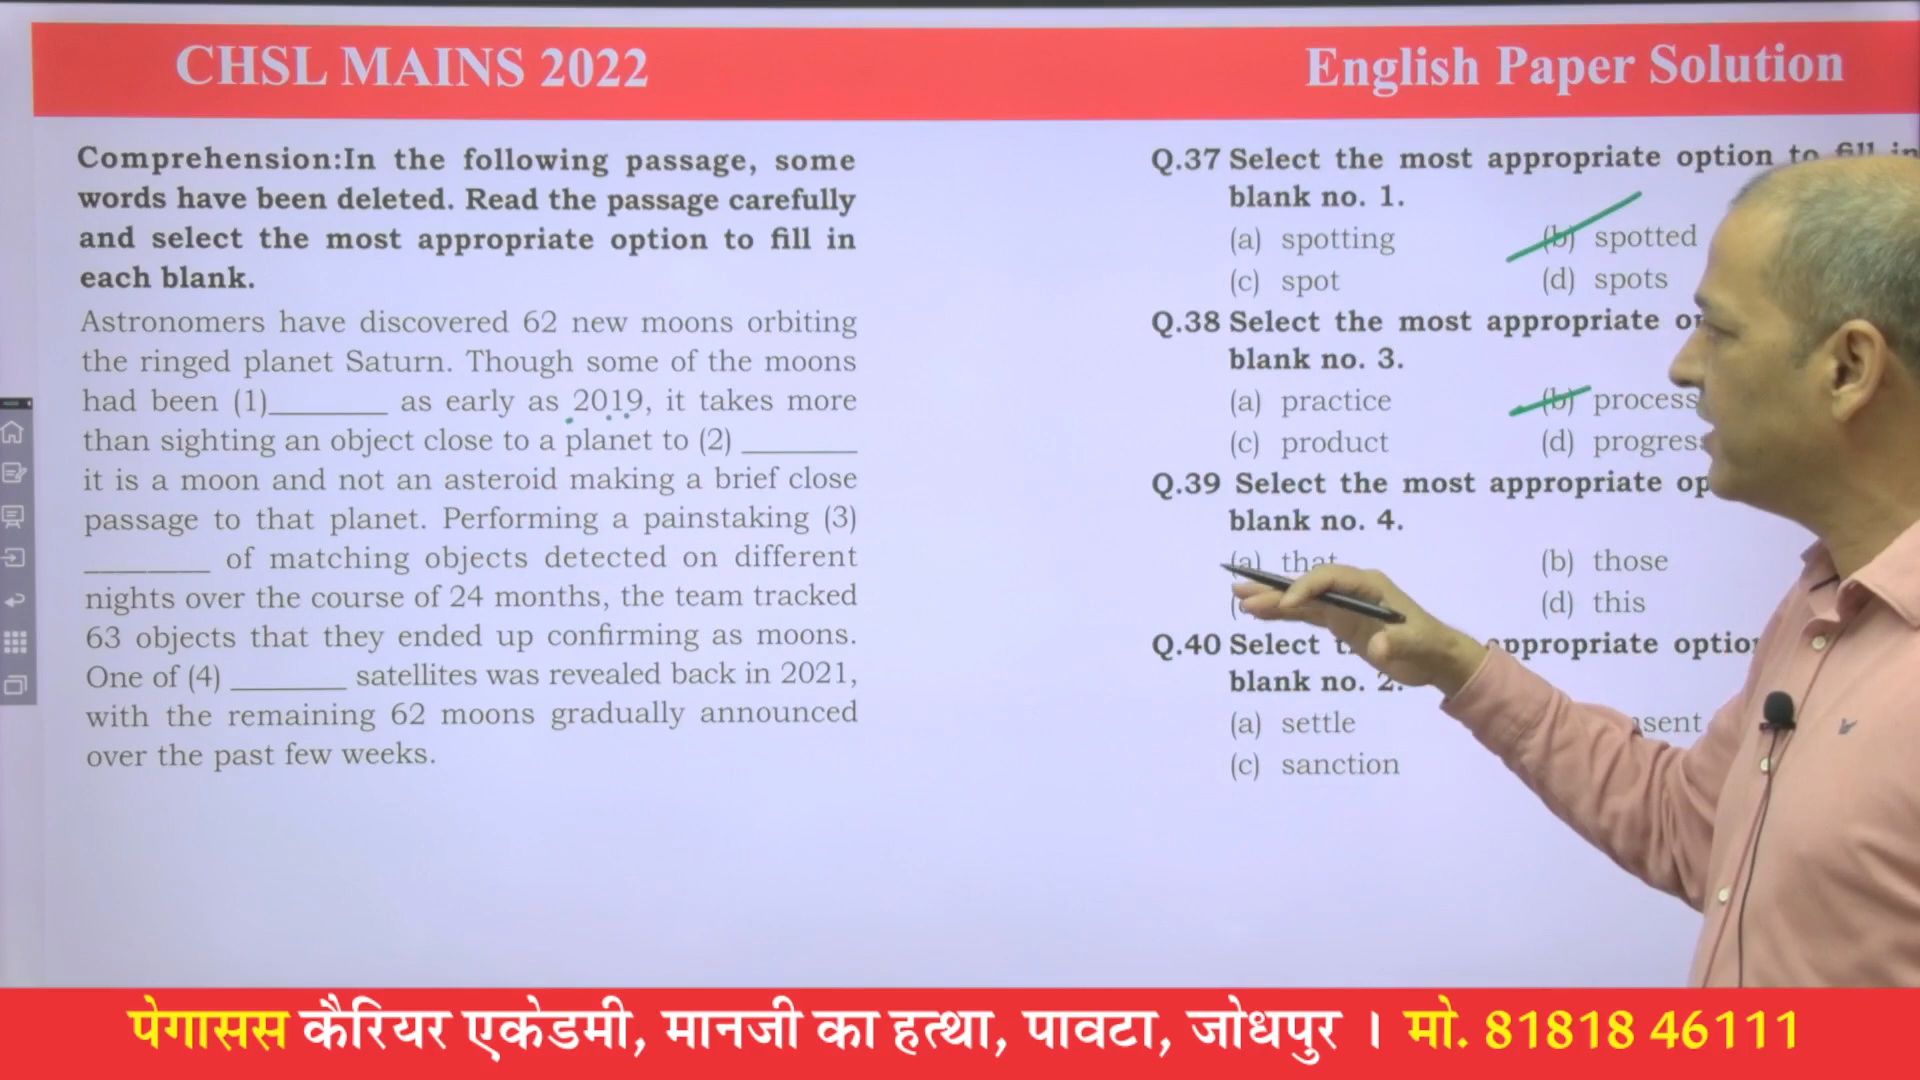 CHSL MAINS 2022
English Paper Solution
Comprehension:In the following passage, some
words have been deleted. Read the passage carefully
and select the most appropriate option to fill in
each blank.
Astronomers have discovered 62 new moons orbiting
the ringed planet Saturn. Though some of the moons
had been (1)________ as early as 2019, it takes more
than sighting an object close to a planet to (2) ________
it is a moon and not an asteroid making a brief close
passage to that planet. Performing a painstaking (3)
________ of matching objects detected on different
nights over the course of 24 months, the team tracked
63 objects that they ended up confirming as moons.
One of (4) ________ satellites was revealed back in 2021,
with the remaining 62 moons gradually announced
over the past few weeks.
Q.37 Select the most appropriate option to fill in
blank no. 1.
(a) spotting (b) spotted
(c) spot (d) spots
Q.38 Select the most appropriate
blank no. 3.
(a) practice (b) process
(c) product (d) progress
Q.39 Select the most appropriate
blank no. 4.
(a) that (b) those
(d) this
Q.40 Select appropriate
blank no. 2.
(a) settle
(c) sanction
पेगासस कैरियर एकेडमी, मानजी का हत्था, पावटा, जोधपुर । मो. 81818 46111